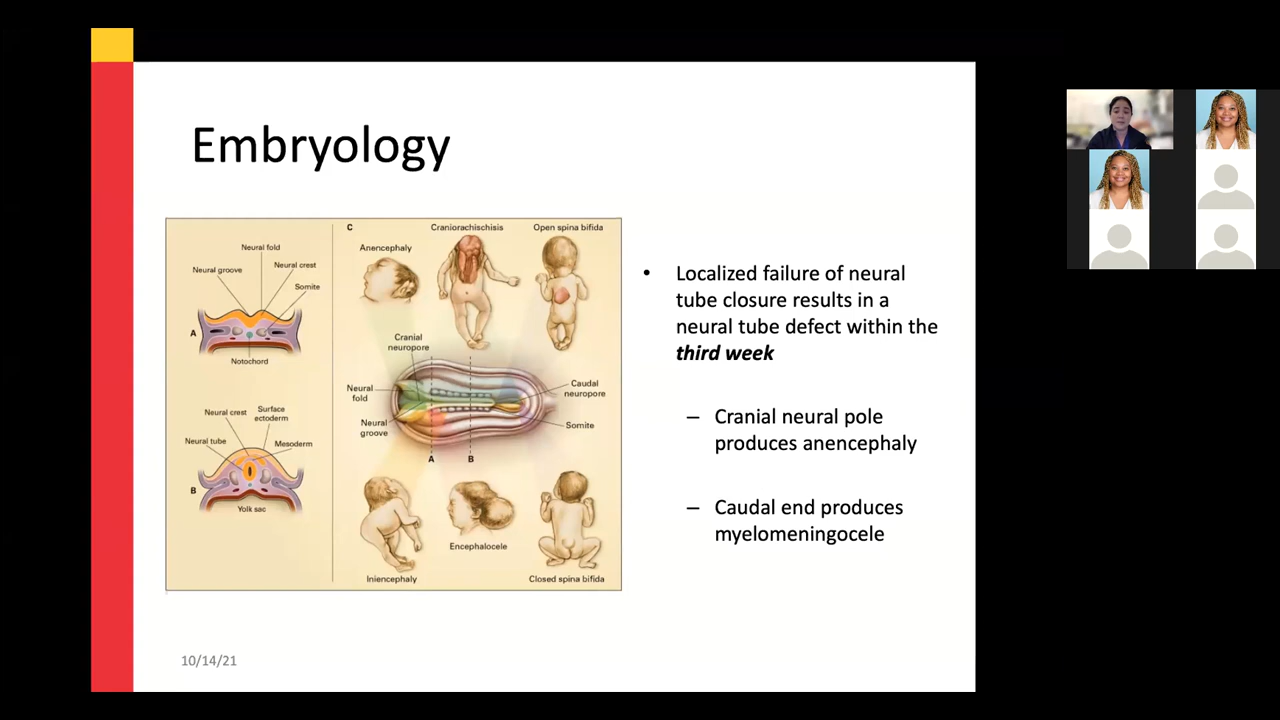 Embryology
Neural fold
Neural groove
Neural crest
Somite
A
Notochord
Neural crest
Surface
ectoderm
Neural tube
Mesoderm
B
Yolk sac
C
Craniorachischisis
Open spina bifida
Anencephaly
Cranial
neuropore
Neural
fold
Caudal
neuropore
Neural
groove
Somite
A
B
Encephalocele
Iniencephaly
Closed spina bifida
• Localized failure of neural
tube closure results in a
neural tube defect within the
third week
– Cranial neural pole
produces anencephaly
– Caudal end produces
myelomeningocele
10/14/21